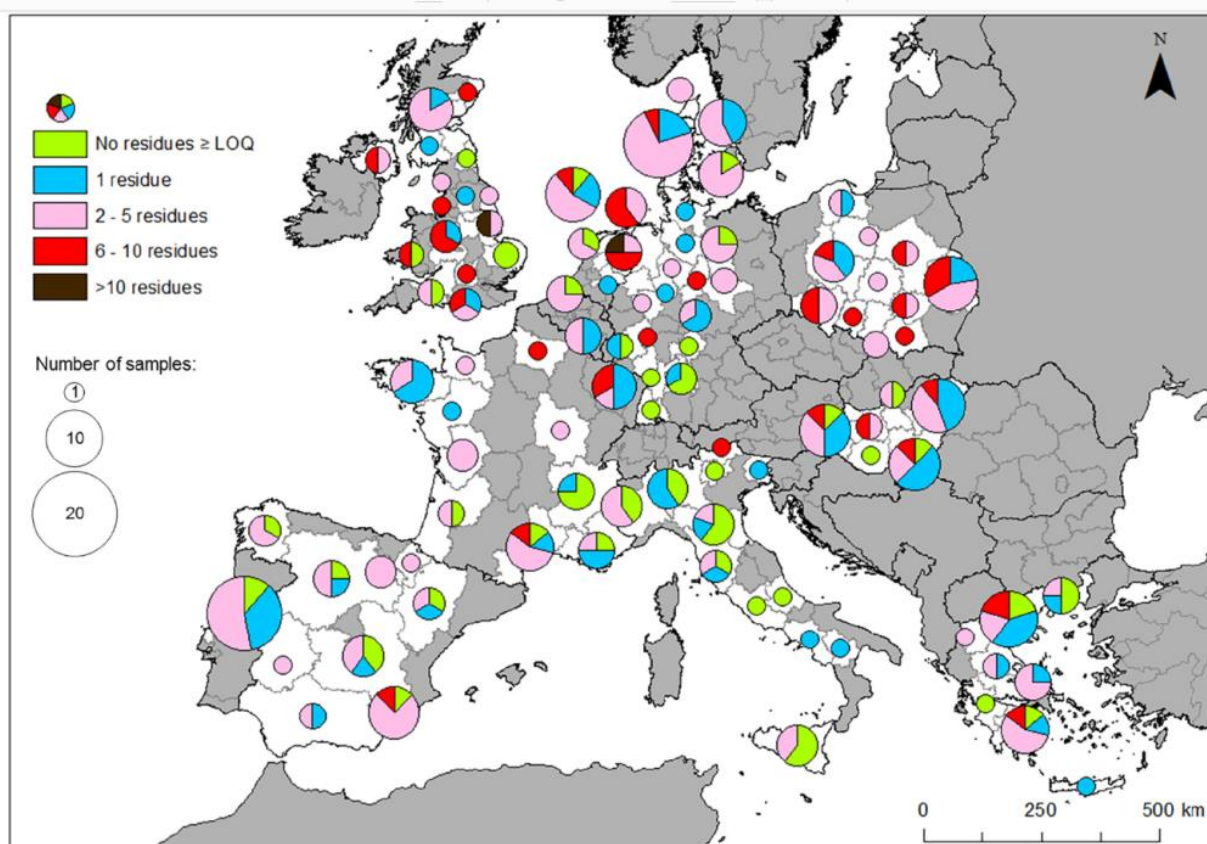 N
No residues ≥ LOQ
1 residue
2 - 5 residues
6 - 10 residues
>10 residues
Number of samples:
1
10
20
0 250 500 km